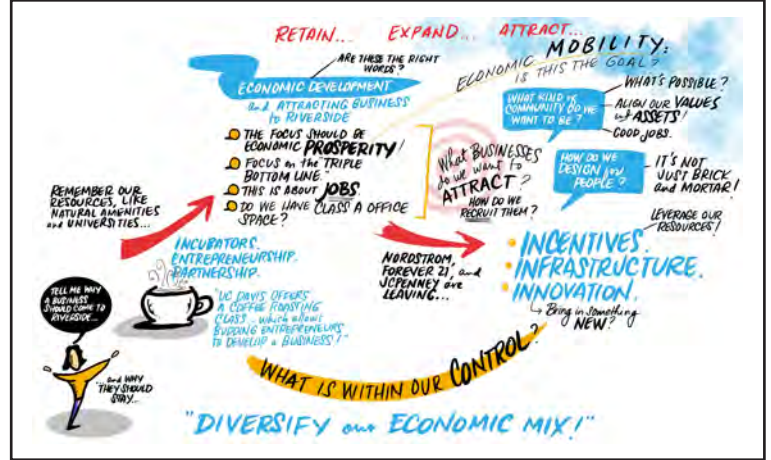 RETAIN... EXPAND... ATTRACT...
ARE THESE THE RIGHT
WORDS?
ECONOMIC DEVELOPMENT
and ATTRACTING BUSINESS
to RIVERSIDE
THE FOCUS SHOULD BE
ECONOMIC PROSPERITY!
FOCUS on the TRIPLE
BOTTOM LINE."
THIS IS ABOUT JOBS.
DO WE HAVE CLASS A OFFICE
SPACE?
ECONOMIC MOBILITY:
IS THIS THE GOAL?
WHAT KIND of
COMMUNITY DO WE
WANT TO BE?
WHAT'S POSSIBLE?
ALIGN OUR VALUES
and ASSETS!
GOOD JOBS.
What BUSINESSES
do we want to
ATTRACT?
HOW DO WE
RECRUIT THEM?
HOW DO WE
DESIGN for
PEOPLE?
IT'S NOT
JUST BRICK
and MORTAR!
REMEMBER OUR
RESOURCES, LIKE
NATURAL AMENITIES
and UNIVERSITIES...
INCUBATORS.
ENTREPRENEURSHIP.
PARTNERSHIP.
"UC DAVIS OFFERS
A COFFEE ROASTING
CLASS - which allows
BUDDING ENTREPRENEURS
TO DEVELOP a BUSINESS!"
NORDSTROM,
FOREVER 21, and
JCPENNEY are
LEAVING...
LEVERAGE OUR
RESOURCES!
INCENTIVES.
INFRASTRUCTURE.
INNOVATION.
Bring in something
NEW?
TELL ME WHY
A BUSINESS
SHOULD COME TO
RIVERSIDE...
...and WHY
THEY SHOULD
STAY...
WHAT IS WITHIN OUR CONTROL?
"DIVERSIFY our ECONOMIC MIX!"